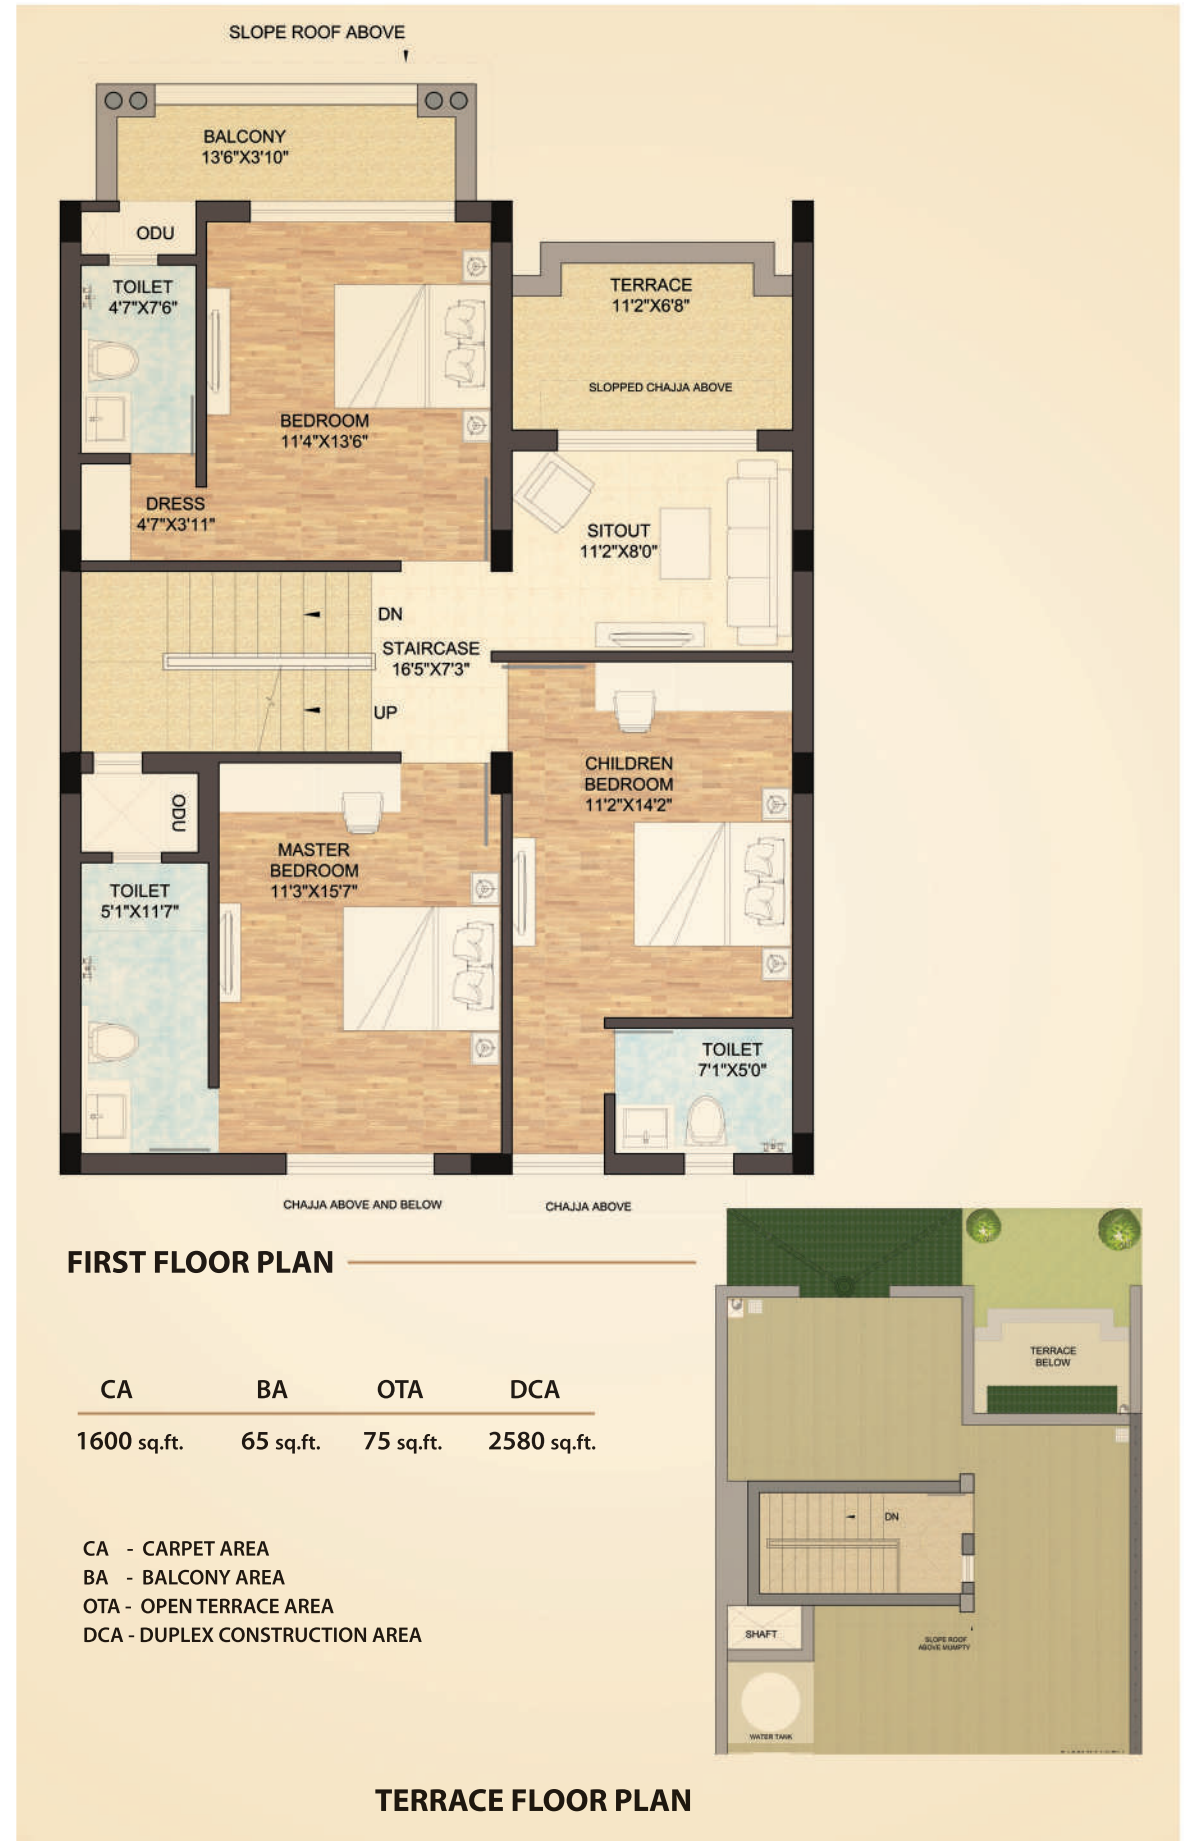 SLOPE ROOF ABOVE
BALCONY
13'6"X3'10"
ODU
TOILET
4'7"X7'6"
TERRACE
11'2"X6'8"
SLOPPED CHAJJA ABOVE
BEDROOM
11'4"X13'6"
DRESS
4'7"X3'11"
SITOUT
11'2"X8'0"
DN
STAIRCASE
16'5"X7'3"
UP
CHILDREN
BEDROOM
11'2"X14'2"
ODU
MASTER
BEDROOM
11'3"X15'7"
TOILET
5'1"X11'7"
TOILET
7'1"X5'0"
CHAJJA ABOVE AND BELOW
CHAJJA ABOVE
FIRST FLOOR PLAN
CA BA OTA DCA
1600 sq.ft. 65 sq.ft. 75 sq.ft. 2580 sq.ft.
CA - CARPET AREA
BA - BALCONY AREA
OTA - OPEN TERRACE AREA
DCA - DUPLEX CONSTRUCTION AREA
TERRACE
BELOW
DN
SHAFT
SLOPE ROOF
ABOVE MUMPTY
WATER TANK
TERRACE FLOOR PLAN